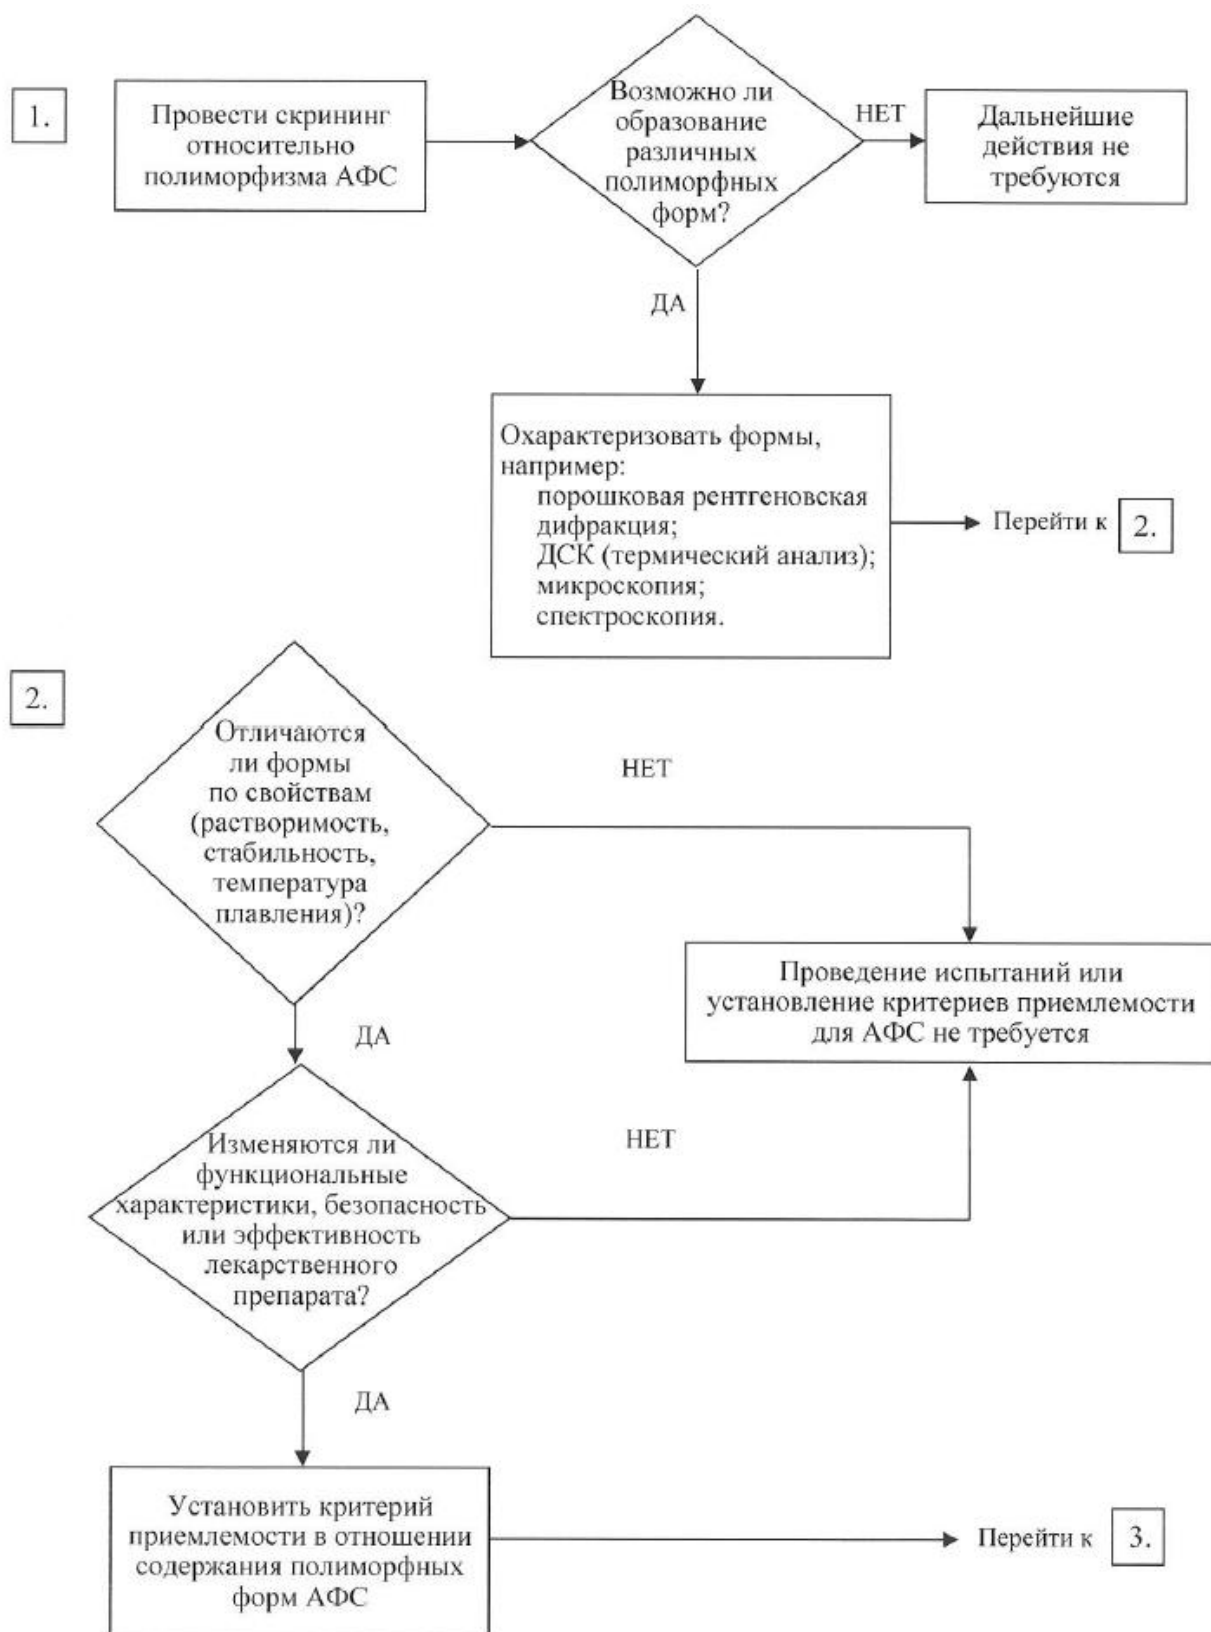 1.
Провести скрининг
относительно
полиморфизма АФС
Возможно ли
образование
различных
полиморфных
форм?
НЕТ
Дальнейшие
действия не
требуются
ДА
Охарактеризовать формы,
например:
порошковая рентгеновская
дифракция;
ДСК (термический анализ);
микроскопия;
спектроскопия.
Перейти к
2.
2.
Отличаются
ли формы
по свойствам
(растворимость,
стабильность,
температура
плавления)?
НЕТ
Проведение испытаний или
установление критериев приемлемости
для АФС не требуется
ДА
Изменяются ли
функциональные
характеристики, безопасность
или эффективность
лекарственного
препарата?
НЕТ
ДА
Установить критерий
приемлемости в отношении
содержания полиморфных
форм АФС
Перейти к
3.